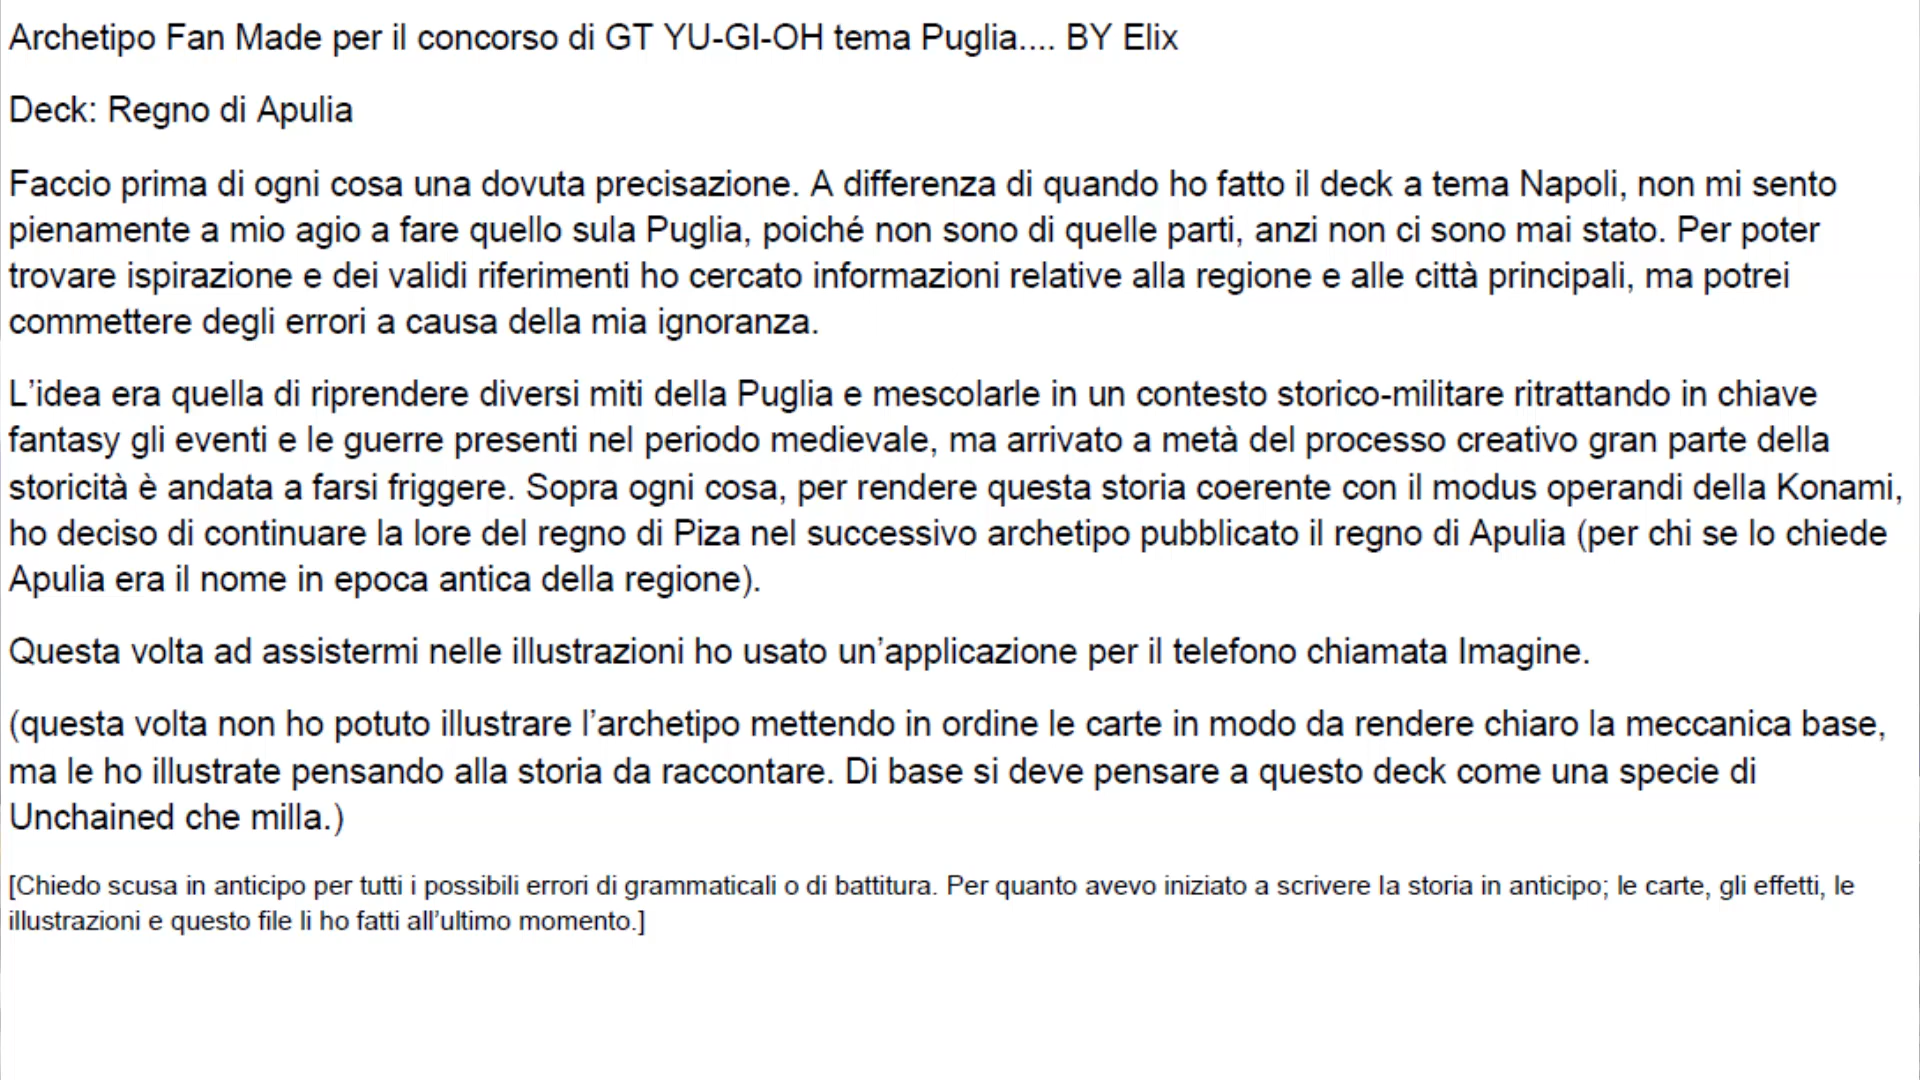 Archetipo Fan Made per il concorso di GT YU-GI-OH tema Puglia.... BY Elix
Deck: Regno di Apulia
Faccio prima di ogni cosa una dovuta precisazione. A differenza di quando ho fatto il deck a tema Napoli, non mi sento
pienamente a mio agio a fare quello sula Puglia, poiché non sono di quelle parti, anzi non ci sono mai stato. Per poter
trovare ispirazione e dei validi riferimenti ho cercato informazioni relative alla regione e alle città principali, ma potrei
commettere degli errori a causa della mia ignoranza.
L’idea era quella di riprendere diversi miti della Puglia e mescolarle in un contesto storico-militare ritrattando in chiave
fantasy gli eventi e le guerre presenti nel periodo medievale, ma arrivato a metà del processo creativo gran parte della
storicità è andata a farsi friggere. Sopra ogni cosa, per rendere questa storia coerente con il modus operandi della Konami,
ho deciso di continuare la lore del regno di Piza nel successivo archetipo pubblicato il regno di Apulia (per chi se lo chiede
Apulia era il nome in epoca antica della regione).
Questa volta ad assistermi nelle illustrazioni ho usato un’applicazione per il telefono chiamata Imagine.
(questa volta non ho potuto illustrare l’archetipo mettendo in ordine le carte in modo da rendere chiaro la meccanica base,
ma le ho illustrate pensando alla storia da raccontare. Di base si deve pensare a questo deck come una specie di
Unchained che milla.)
[Chiedo scusa in anticipo per tutti i possibili errori di grammaticali o di battitura. Per quanto avevo iniziato a scrivere la storia in anticipo; le carte, gli effetti, le
illustrazioni e questo file li ho fatti all’ultimo momento.]